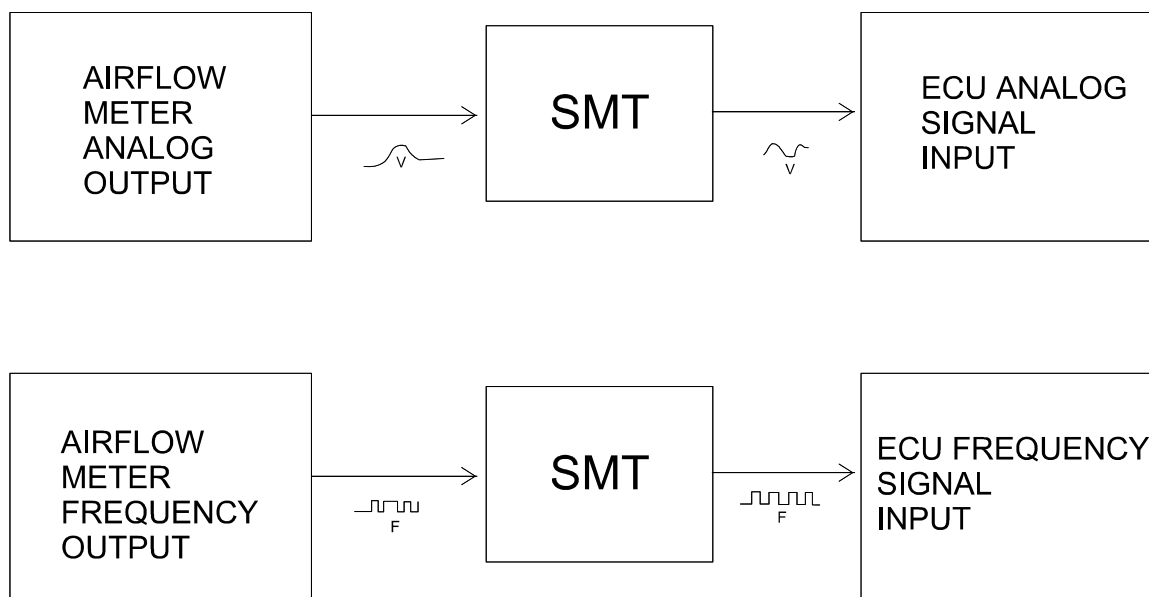 AIRFLOW
METER
ANALOG
OUTPUT
V
SMT
V
ECU ANALOG
SIGNAL
INPUT
AIRFLOW
METER
FREQUENCY
OUTPUT
F
SMT
F
ECU FREQUENCY
SIGNAL
INPUT